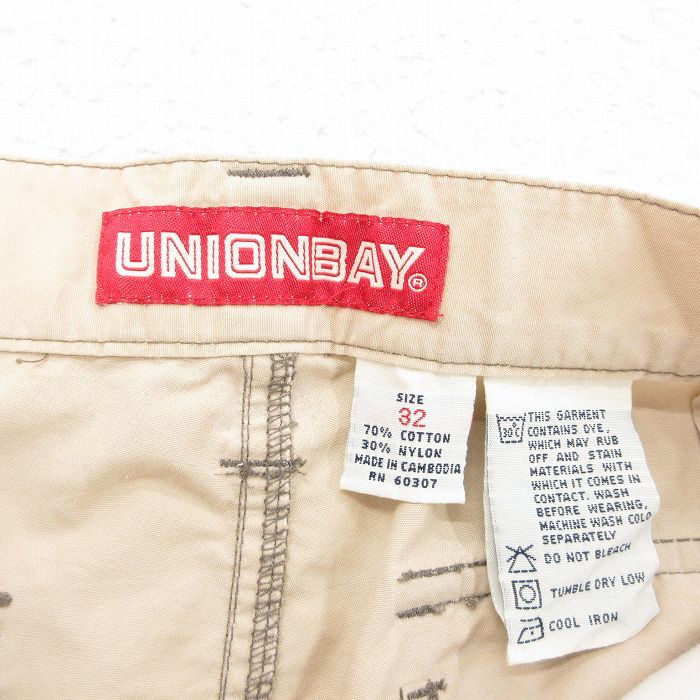 UNIONBAY®
SIZE
32
70% COTTON
30% NYLON
MADE IN CAMBODIA
RN 60307
30C
THIS GARMENT
CONTAINS DYE,
WHICH MAY RUB
OFF AND STAIN
MATERIALS WITH
WHICH IT COMES IN
CONTACT. WASH
BEFORE WEARING,
MACHINE WASH COLD
SEPARATELY
DO NOT BLEACH
TUMBLE DRY LOW
COOL IRON